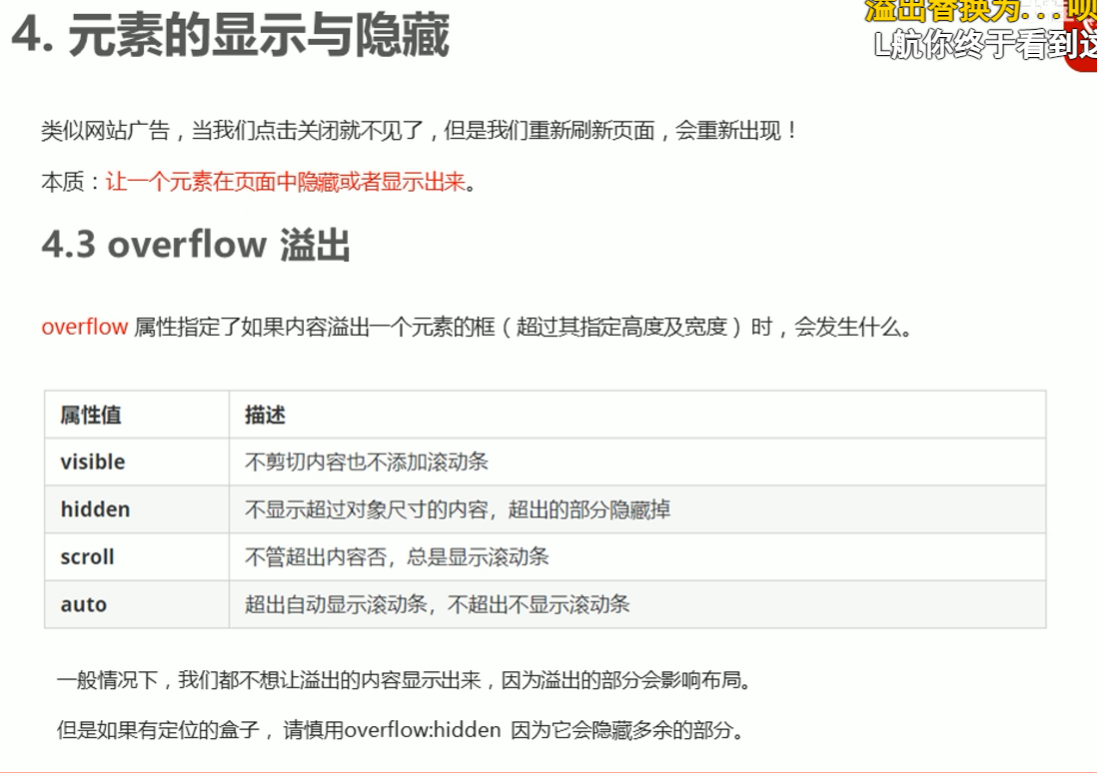 4. 元素的显示与隐藏
溢出替换为...呗
L航你终于看到这
类似网站广告，当我们点击关闭就不见了，但是我们重新刷新页面，会重新出现！
本质：让一个元素在页面中隐藏或者显示出来。
4.3 overflow 溢出
overflow 属性指定了如果内容溢出一个元素的框（超过其指定高度及宽度）时，会发生什么。
属性值 描述
visible 不剪切内容也不添加滚动条
hidden 不显示超过对象尺寸的内容，超出的部分隐藏掉
scroll 不管超出内容否，总是显示滚动条
auto 超出自动显示滚动条，不超出不显示滚动条
一般情况下，我们都不想让溢出的内容显示出来，因为溢出的部分会影响布局。
但是如果有定位的盒子，请慎用overflow:hidden 因为它会隐藏多余的部分。